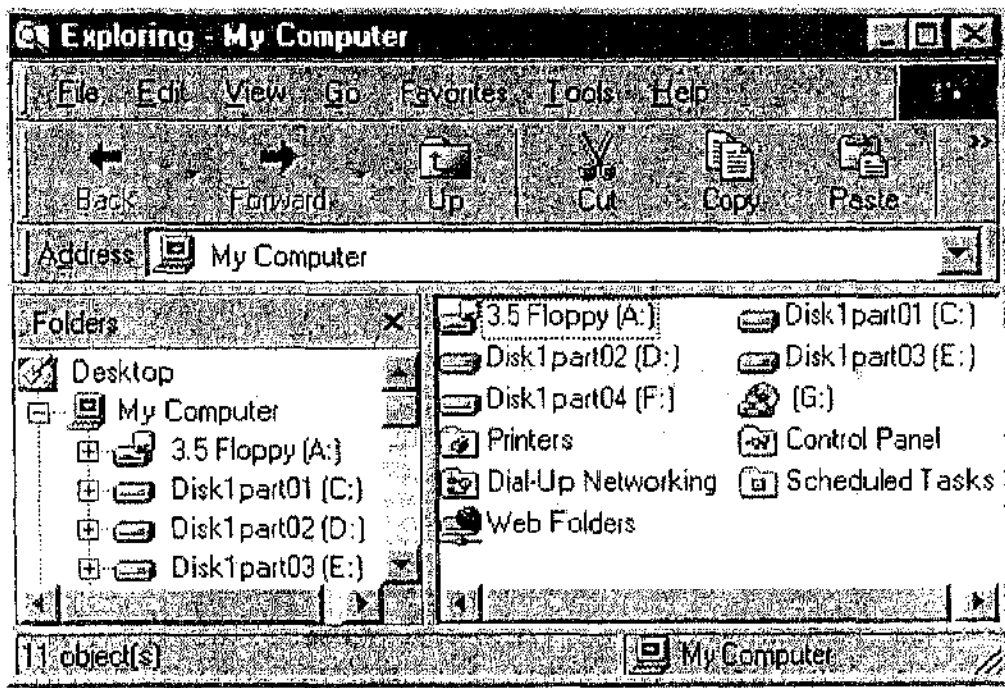 Exploring - My Computer
File Edit View Go Favorites Tools Help
Back Forward Up Cut Copy Paste
Address My Computer
Folders
Desktop
My Computer
3.5 Floppy (A:)
Disk1part01 (C:)
Disk1part02 (D:)
Disk1part03 (E:)
3.5 Floppy (A:) Disk1part01 (C:)
Disk1part02 (D:) Disk1part03 (E:)
Disk1part04 (F:) (G:)
Printers Control Panel
Dial-Up Networking Scheduled Tasks
Web Folders
11 object(s) My Computer